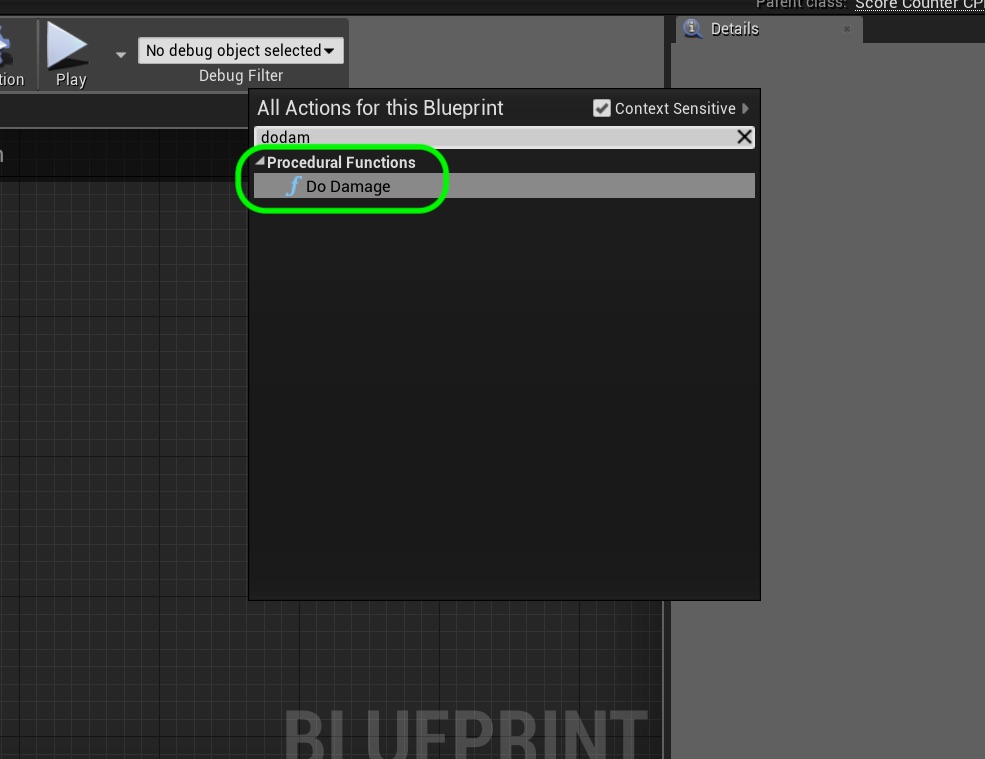 Parent class: Score Counter CP
Details
tion
Play
No debug object selected
Debug Filter
All Actions for this Blueprint
Context Sensitive
dodam
Procedural Functions
f Do Damage
BLUEPRINT